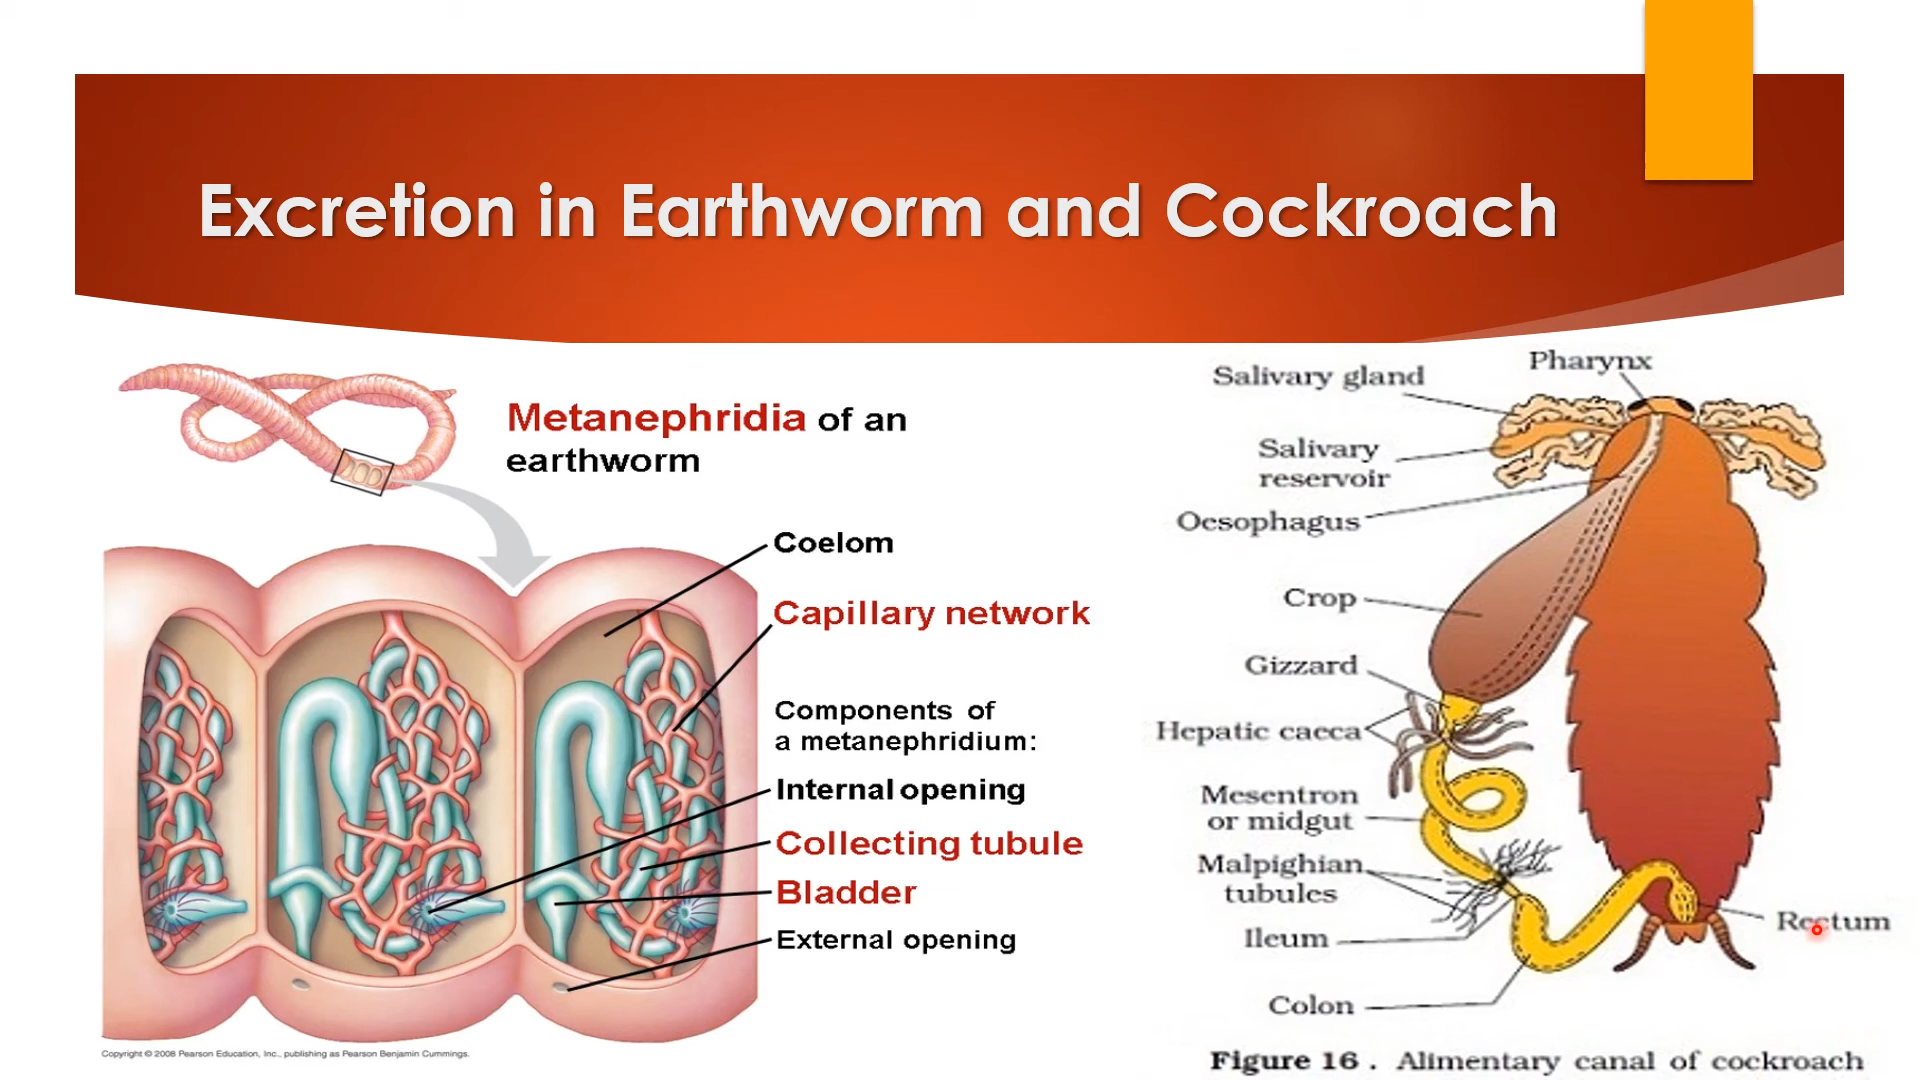 Excretion in Earthworm and Cockroach
Metanephridia of an
earthworm
Coelom
Capillary network
Components of
a metanephridium:
Internal opening
Collecting tubule
Bladder
External opening
Copyright © 2008 Pearson Education, Inc., publishing as Pearson Benjamin Cummings.
Pharynx
Salivary gland
Salivary
reservoir
Oesophagus
Crop
Gizzard
Hepatic caeca
Mesentron
or midgut
Malpighian
tubules
Ileum
Rectum
Colon
Figure 16 . Alimentary canal of cockroach